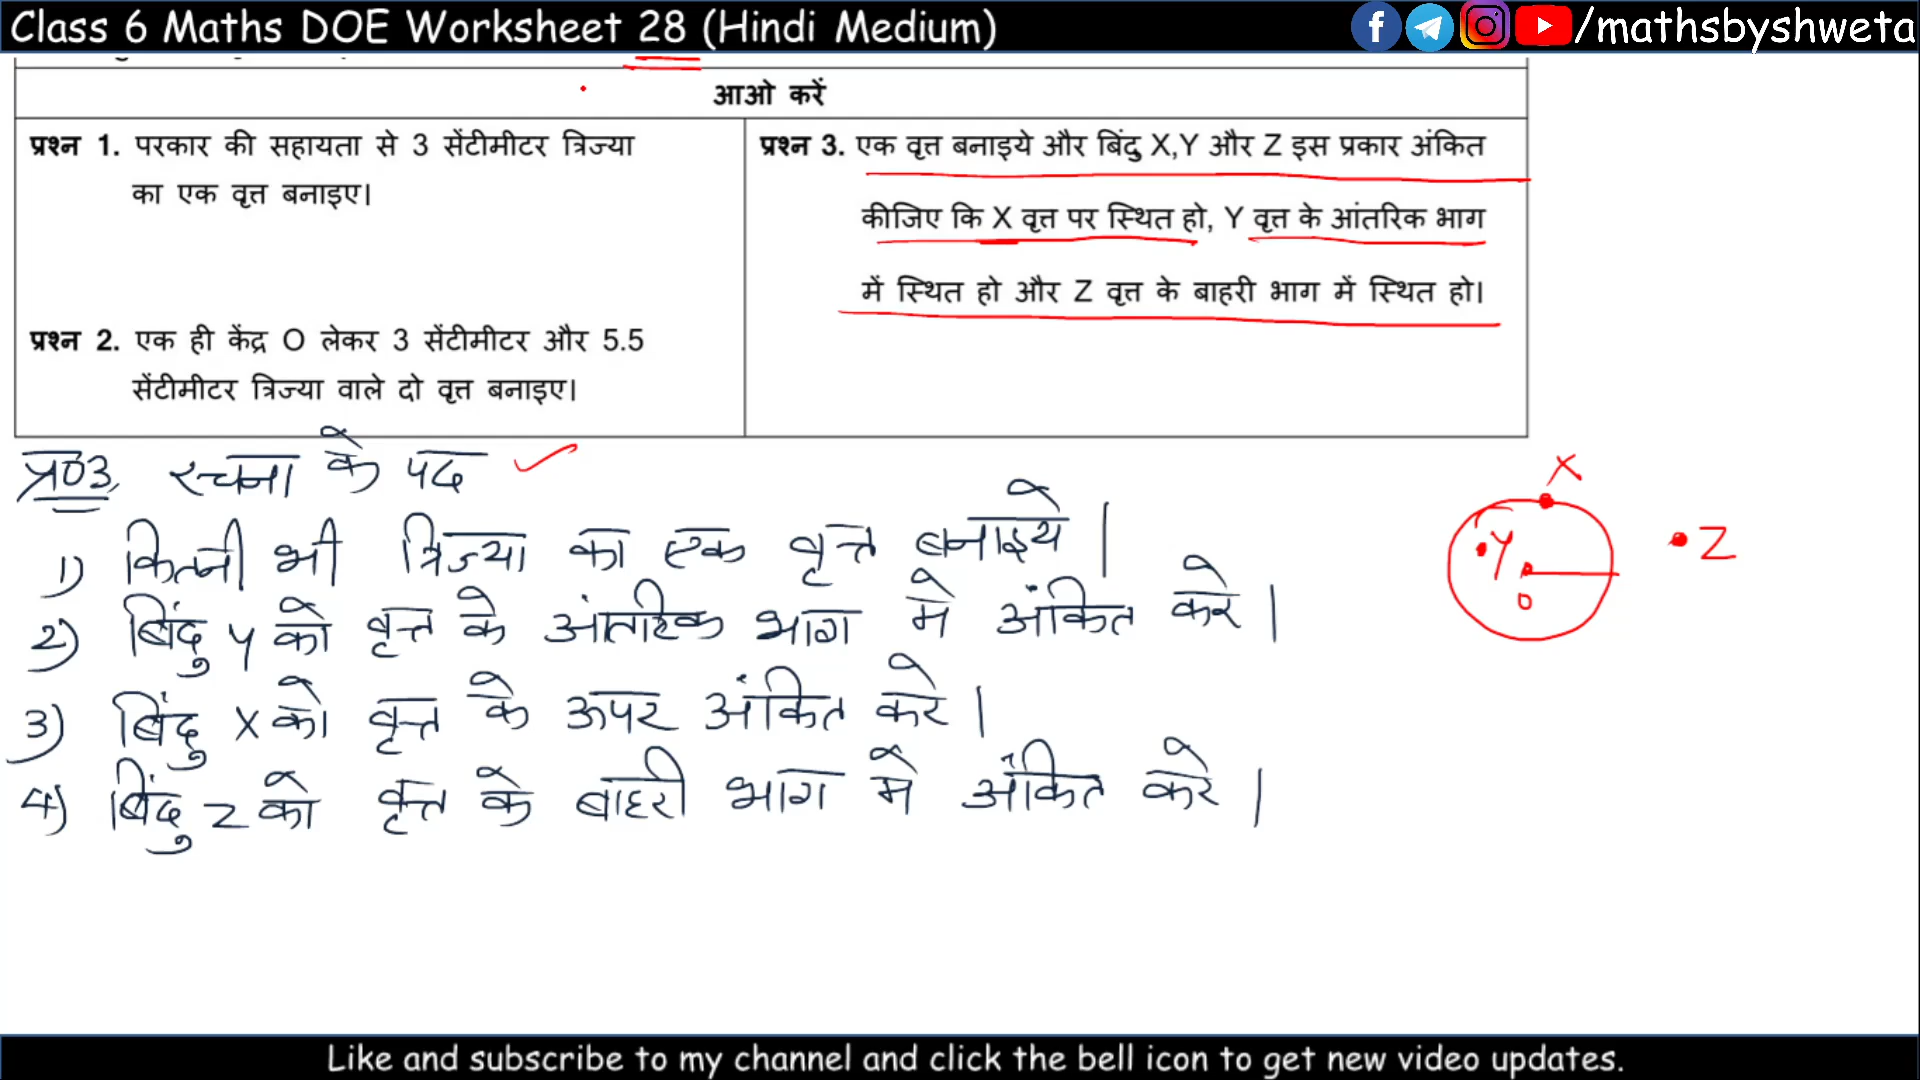 Class 6 Maths DOE Worksheet 28 (Hindi Medium)
/mathsbyshweta
आओ करें
प्रश्न 1. परकार की सहायता से 3 सेंटीमीटर त्रिज्या
का एक वृत्त बनाइए।
प्रश्न 2. एक ही केंद्र O लेकर 3 सेंटीमीटर और 5.5
सेंटीमीटर त्रिज्या वाले दो वृत्त बनाइए।
प्रश्न 3. एक वृत्त बनाइये और बिंदु X,Y और Z इस प्रकार अंकित
कीजिए कि X वृत्त पर स्थित हो, Y वृत्त के आंतरिक भाग
में स्थित हो और Z वृत्त के बाहरी भाग में स्थित हो।
प्र03. रचना के पद
1) कितनी भी त्रिज्या का एक वृत्त बनाइये।
2) बिंदु y को वृत्त के आंतरिक भाग मे अंकित करे।
3) बिंदु x को वृत्त के ऊपर अंकित करे।
4) बिंदु z को वृत्त के बाहरी भाग मे अंकित करे।
X
Y
Z
O
Like and subscribe to my channel and click the bell icon to get new video updates.